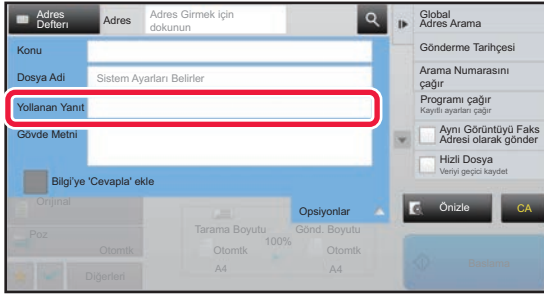 Adres Defteri
Adres
Adres Girmek için dokunun
Konu
Dosya Adi
Sistem Ayarları Belirler
Yollanan Yanıt
Gövde Metni
Bilgi'ye 'Cevapla' ekle
Opsiyonlar
Orijinal
Poz
Otomtk
Diğerleri
Tarama Boyutu
Otomtk
A4
100%
Gönd. Boyutu
Otomtk
A4
Global Adres Arama
Gönderme Tarihçesi
Arama Numarasını çağır
Programı çağır
Kayıtlı ayarları çağır
Aynı Görüntüyü Faks Adresi olarak gönder
Hizli Dosya
Veriyi geçici kaydet
Önizle
CA